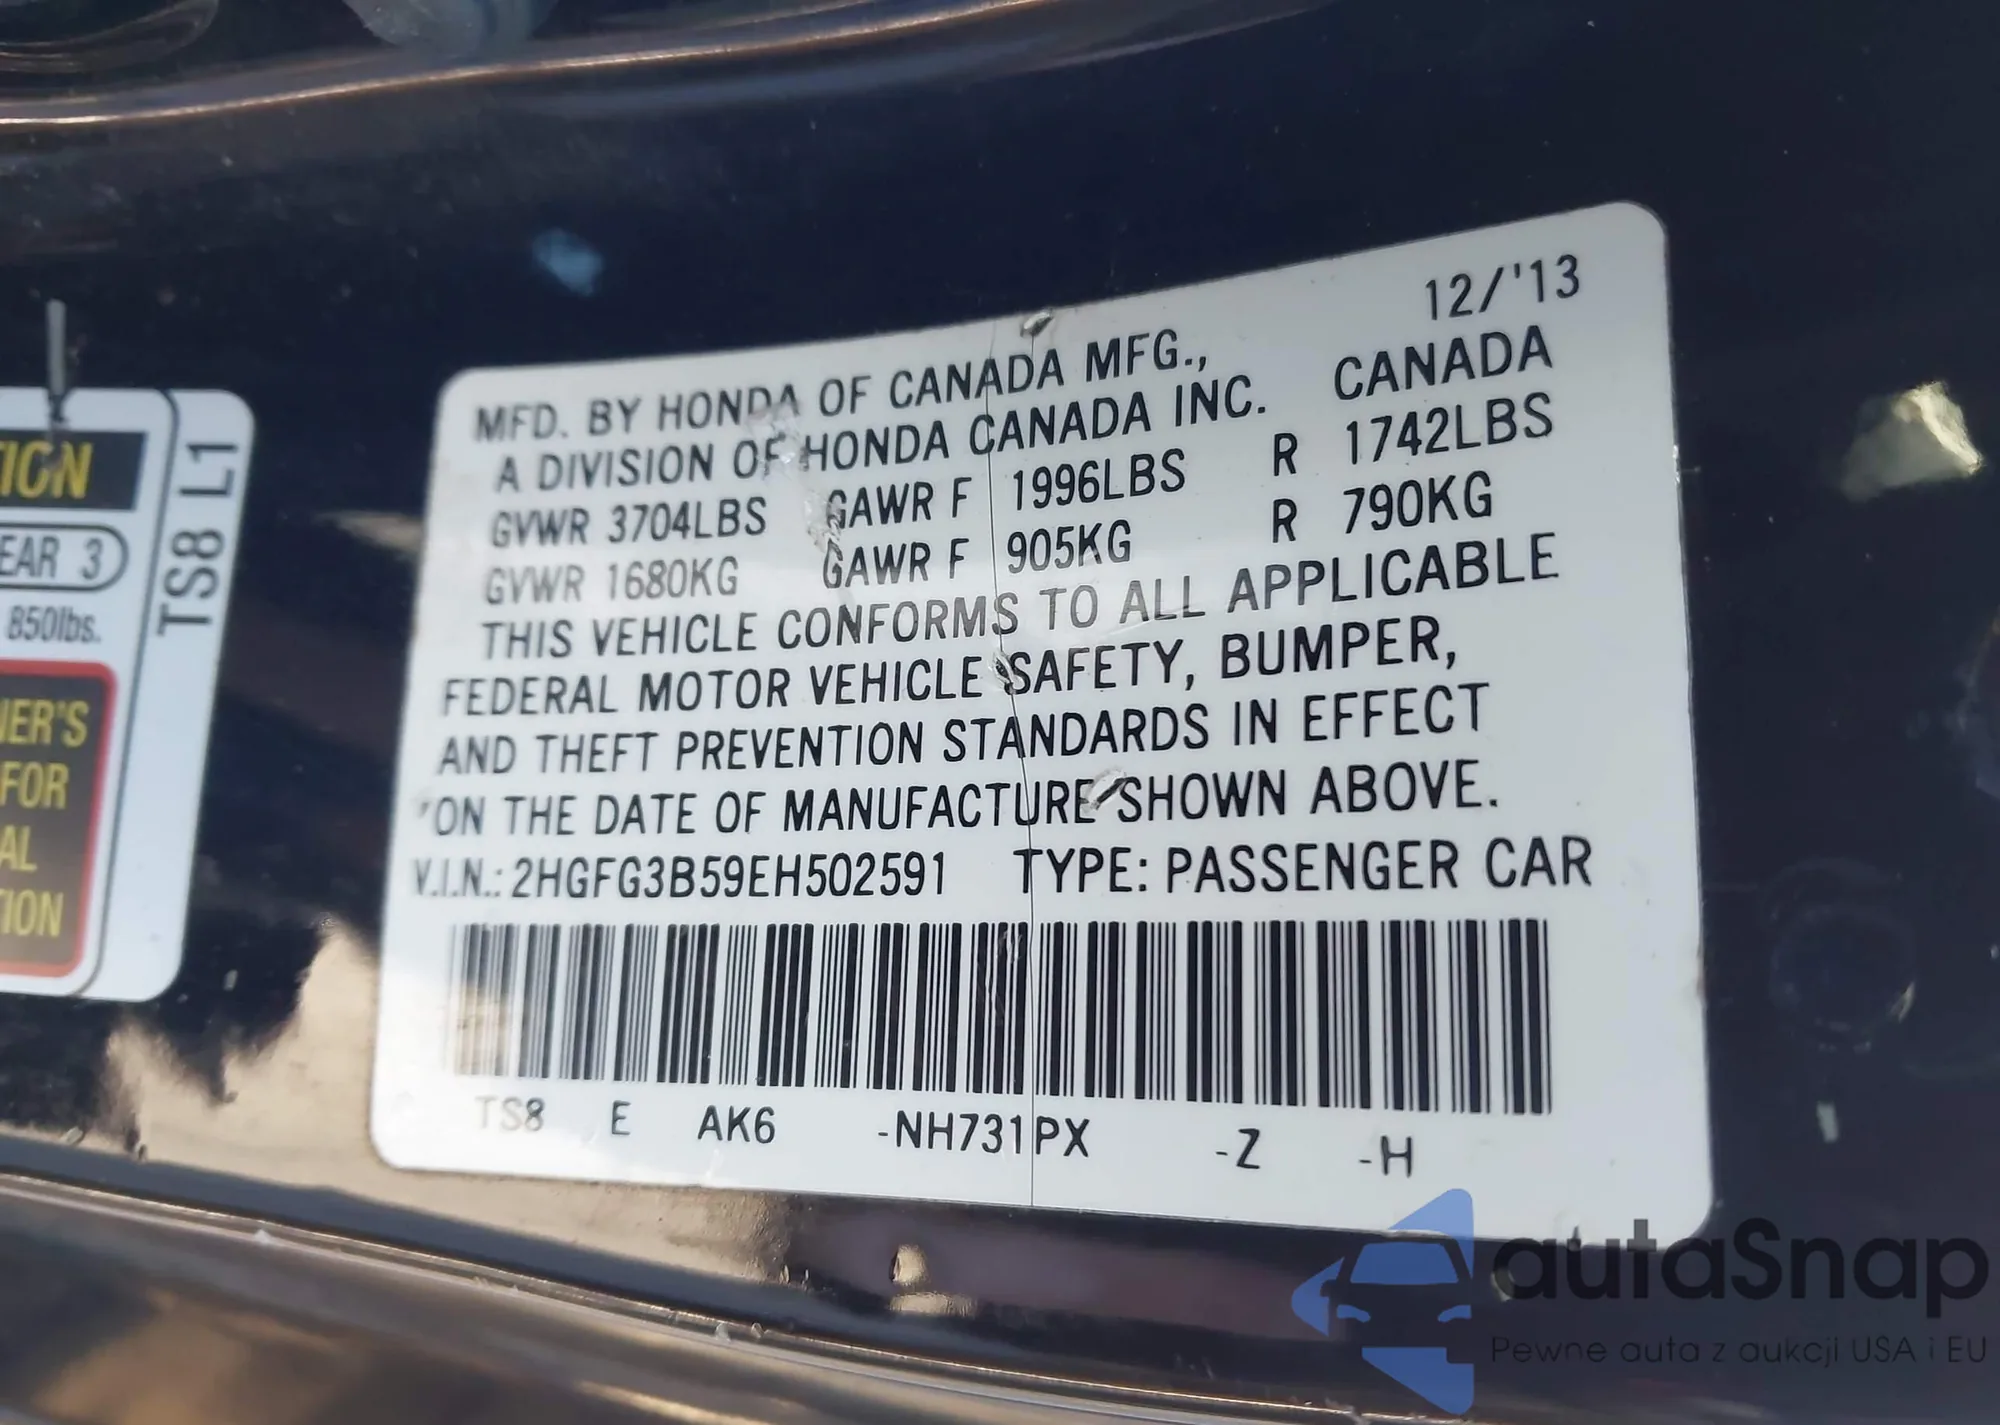 12/'13
MFD. BY HONDA OF CANADA MFG.,
A DIVISION OF HONDA CANADA INC. CANADA
GVWR 3704LBS GAWR F 1996LBS R 1742LBS
GVWR 1680KG GAWR F 905KG R 790KG
THIS VEHICLE CONFORMS TO ALL APPLICABLE
FEDERAL MOTOR VEHICLE SAFETY, BUMPER,
AND THEFT PREVENTION STANDARDS IN EFFECT
ON THE DATE OF MANUFACTURE SHOWN ABOVE.
V.I.N.: 2HGFG3B59EH502591 TYPE: PASSENGER CAR
TS8 E AK6 -NH731PX -Z -H
TS8 L1
3
850lbs.
FOR
autaSnap
Pewne auta z aukcji USA i EU